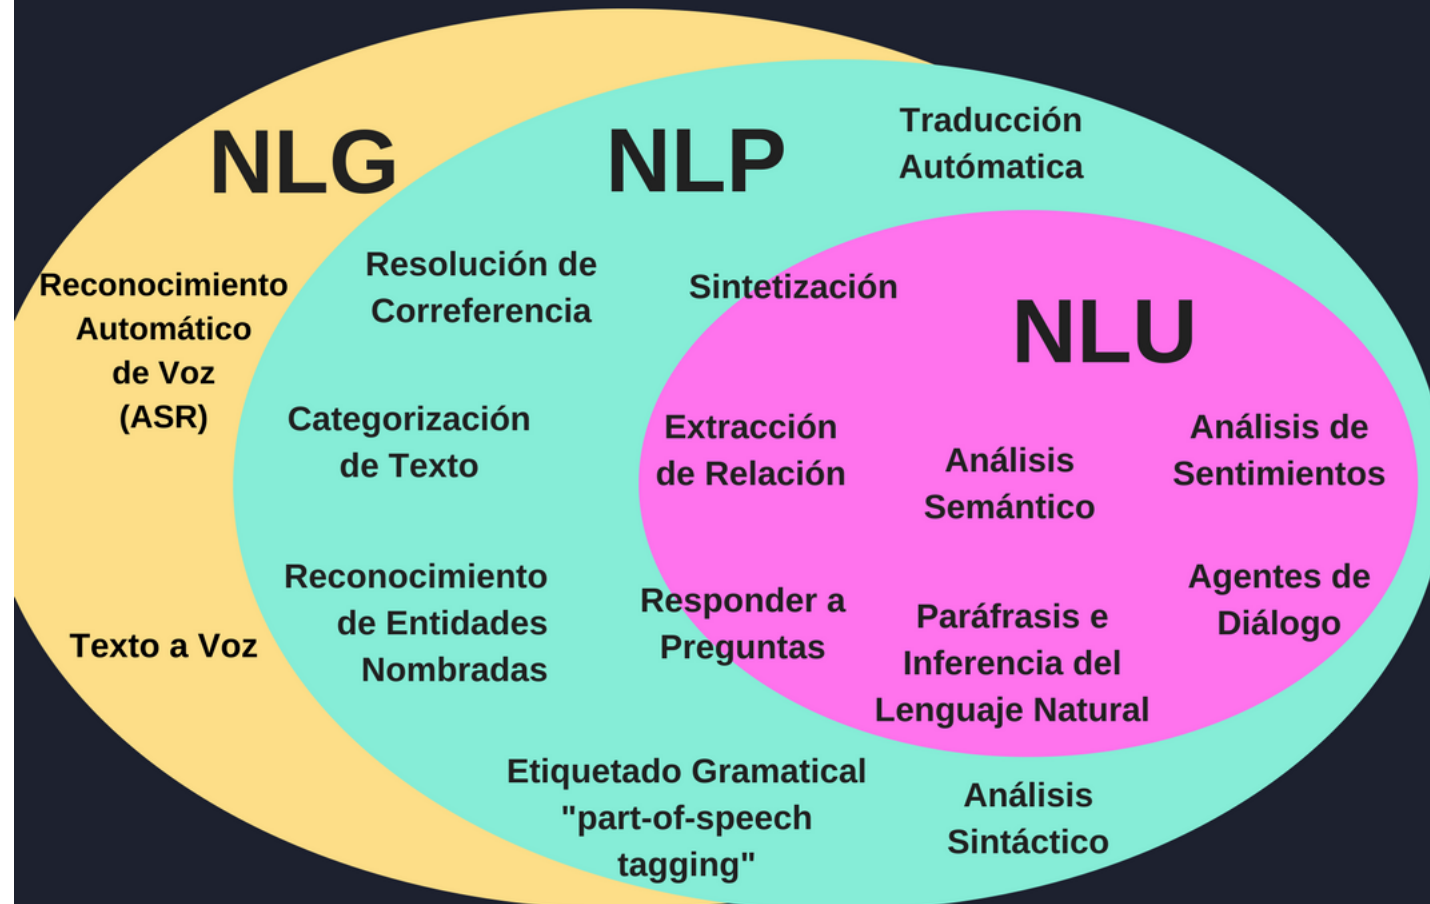 NLG
NLP
Traducción
Autómatica
Resolución de
Correferencia
Sintetización
NLU
Reconocimiento
Automático
de Voz
(ASR)
Categorización
de Texto
Extracción
de Relación
Análisis
Semántico
Análisis de
Sentimientos
Reconocimiento
de Entidades
Nombradas
Responder a
Preguntas
Paráfrasis e
Inferencia del
Lenguaje Natural
Agentes de
Diálogo
Texto a Voz
Etiquetado Gramatical
"part-of-speech
tagging"
Análisis
Sintáctico